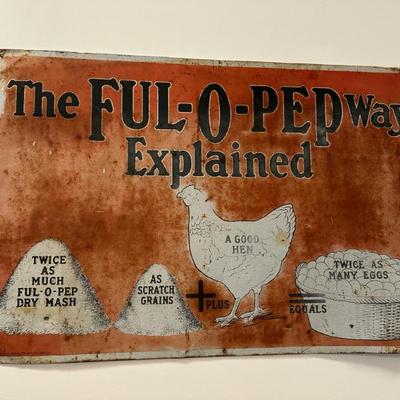 The FUL-O-PEP Way
Explained
TWICE
AS
MUCH
FUL-O-PEP
DRY MASH
AS
SCRATCH
GRAINS
+
PLUS
A GOOD
HEN
=
EQUALS
TWICE AS
MANY EGGS